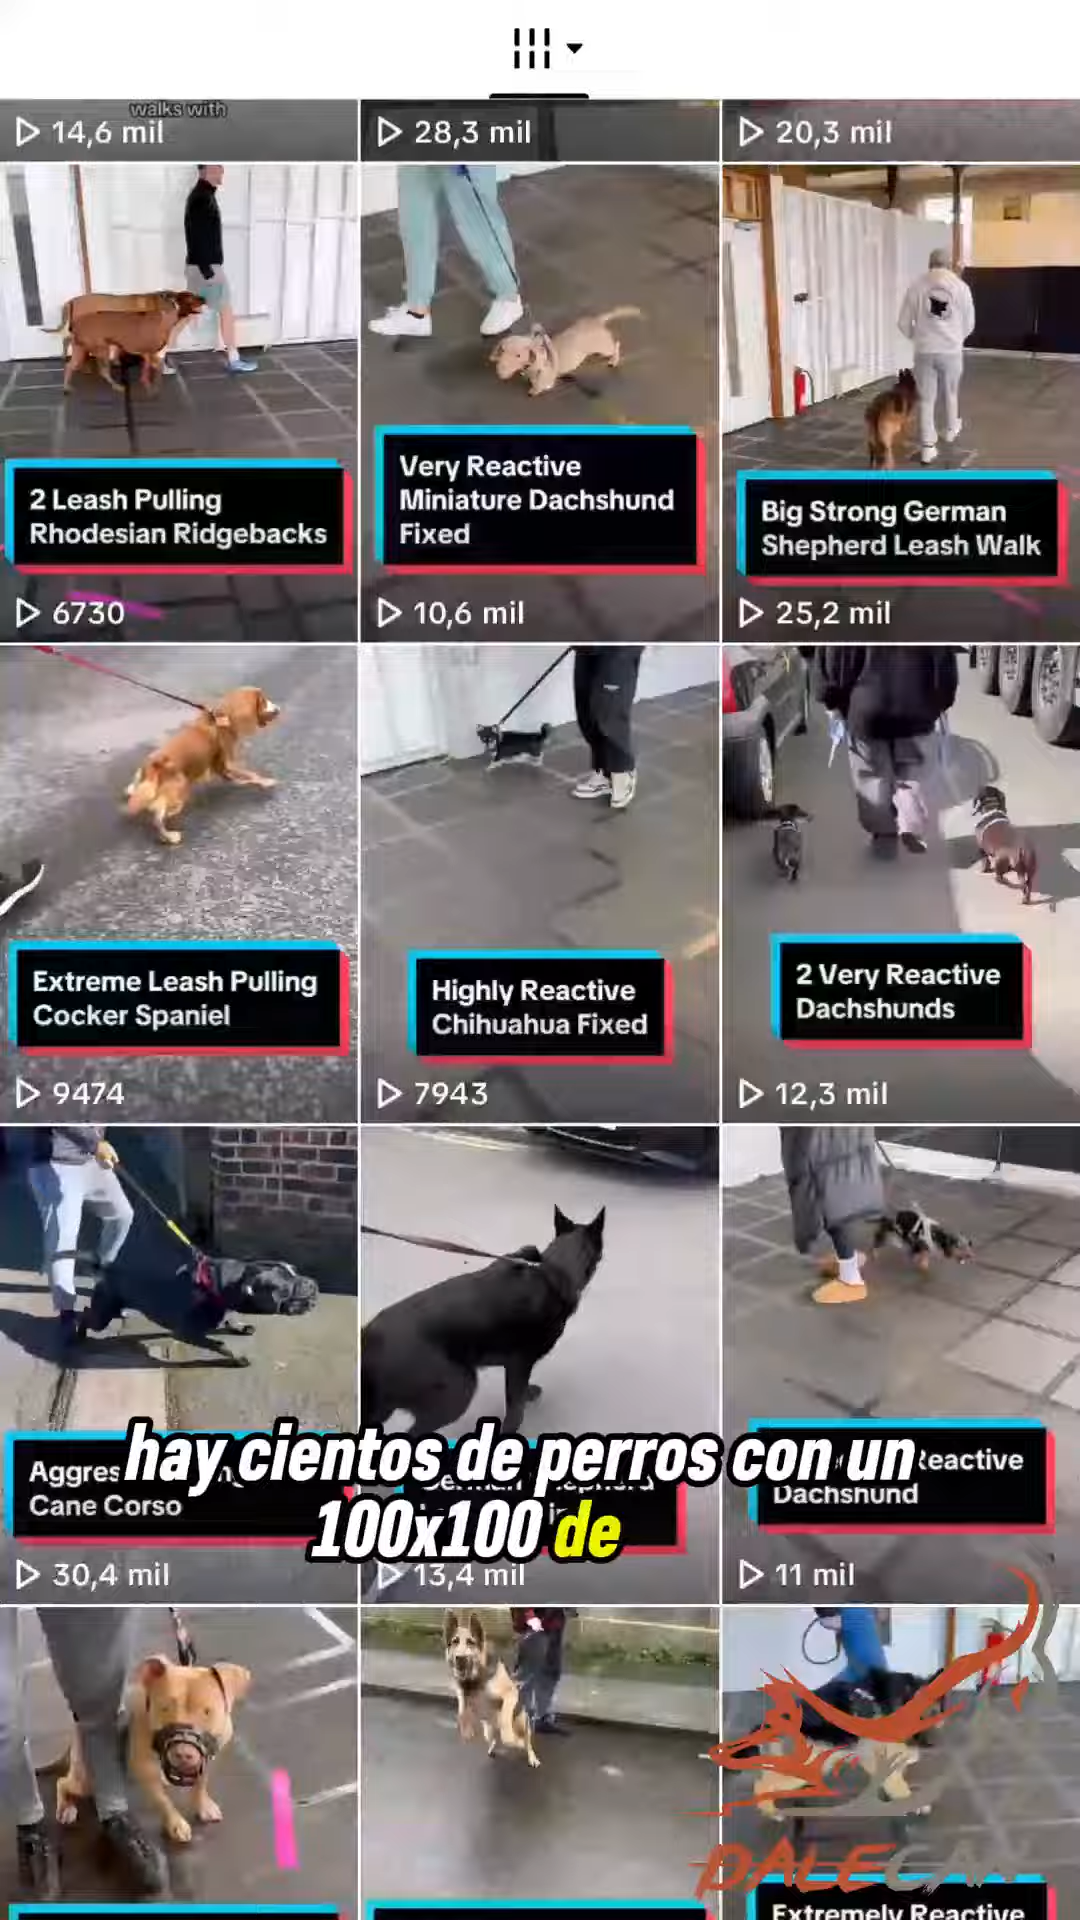 walks with
14,6 mil
28,3 mil
20,3 mil
2 Leash Pulling
Rhodesian Ridgebacks
6730
Very Reactive
Miniature Dachshund
Fixed
10,6 mil
Big Strong German
Shepherd Leash Walk
25,2 mil
Extreme Leash Pulling
Cocker Spaniel
9474
Highly Reactive
Chihuahua Fixed
7943
2 Very Reactive
Dachshunds
12,3 mil
Cane Corso
30,4 mil
13,4 mil
Reactive
Dachshund
11 mil
hay cientos de perros con un
100x100 de
DALECAN
Extremely Reactive